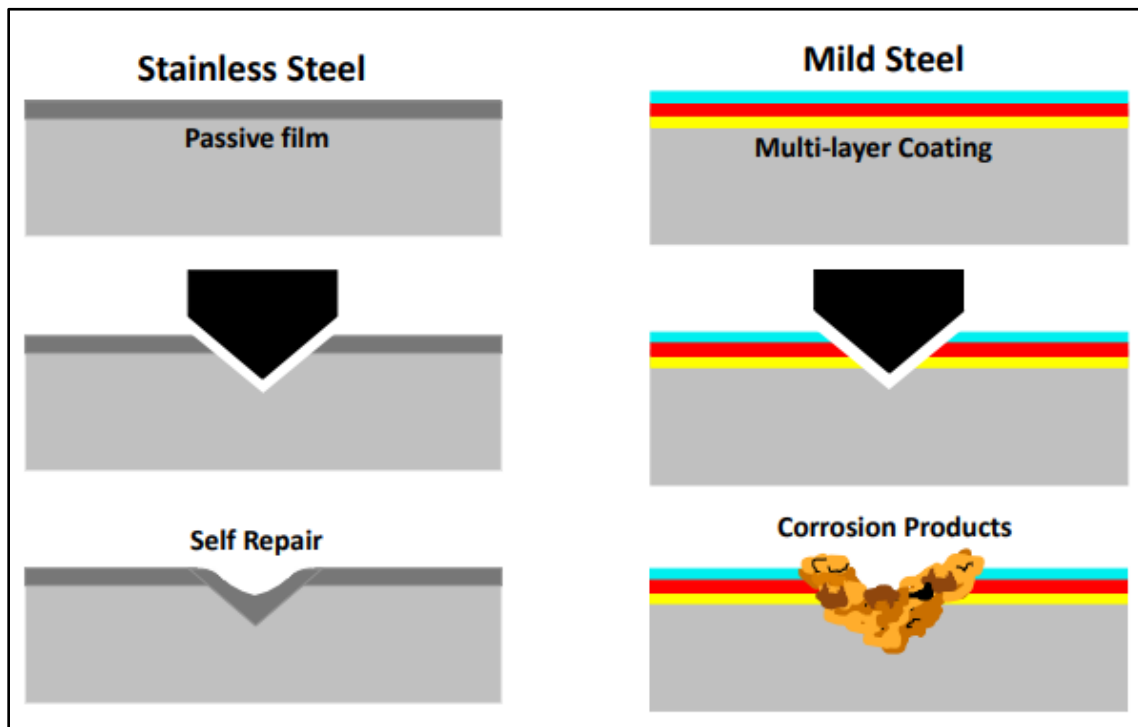 Stainless Steel
Mild Steel
Passive film
Multi-layer Coating
Self Repair
Corrosion Products